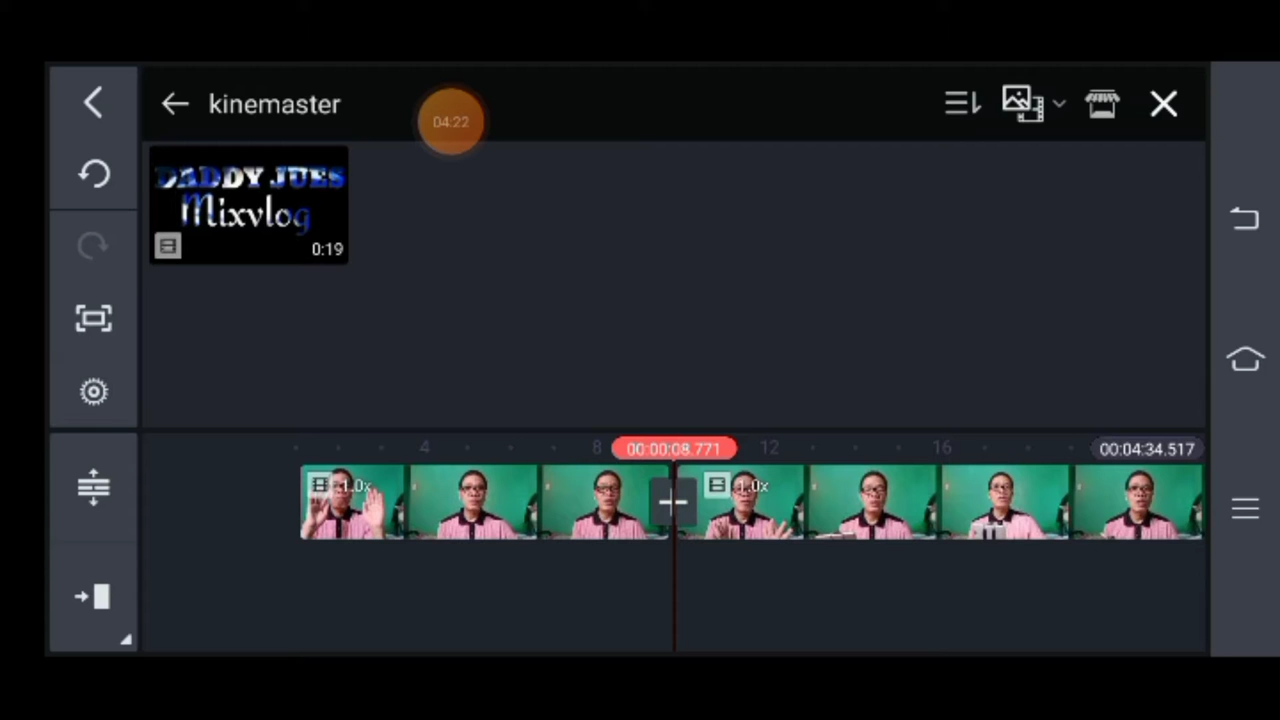 kinemaster
04:22
DADDY JUES
Mixvlog
0:19
4
8
00:00:08.771
12
16
00:04:34.517
1.0x
1.0x